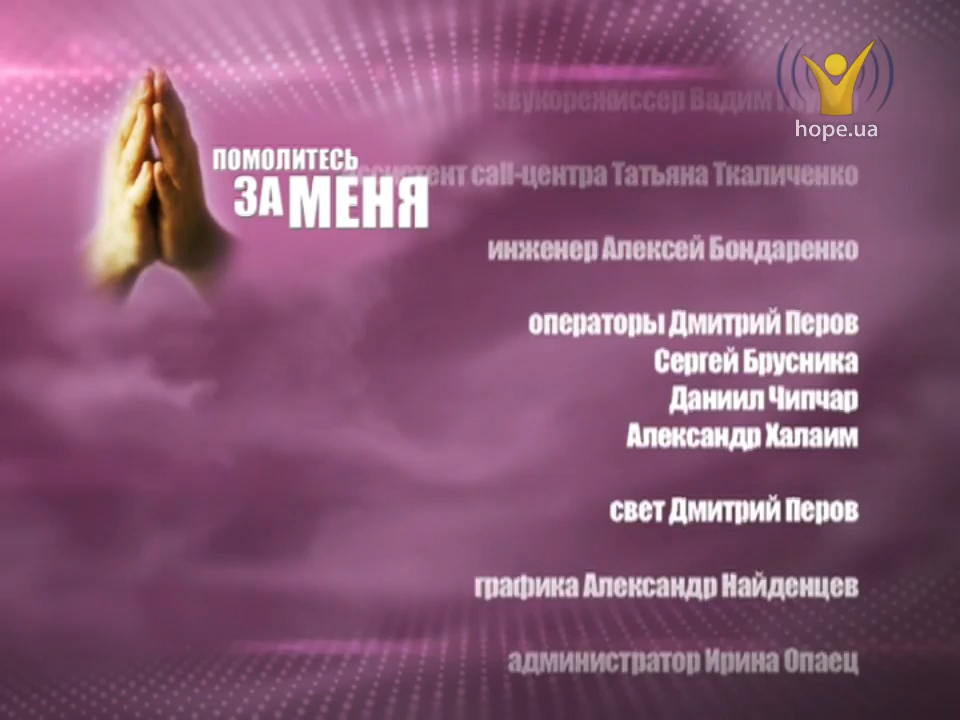 hope.ua
ПОМОЛИТЕСЬ
ЗА МЕНЯ
звукорежиссер Вадим
call-центра Татьяна Ткаличенко
инженер Алексей Бондаренко
операторы Дмитрий Перов
Сергей Брусника
Даниил Чипчар
Александр Халаим
свет Дмитрий Перов
графика Александр Найденцев
администратор Ирина Опаец